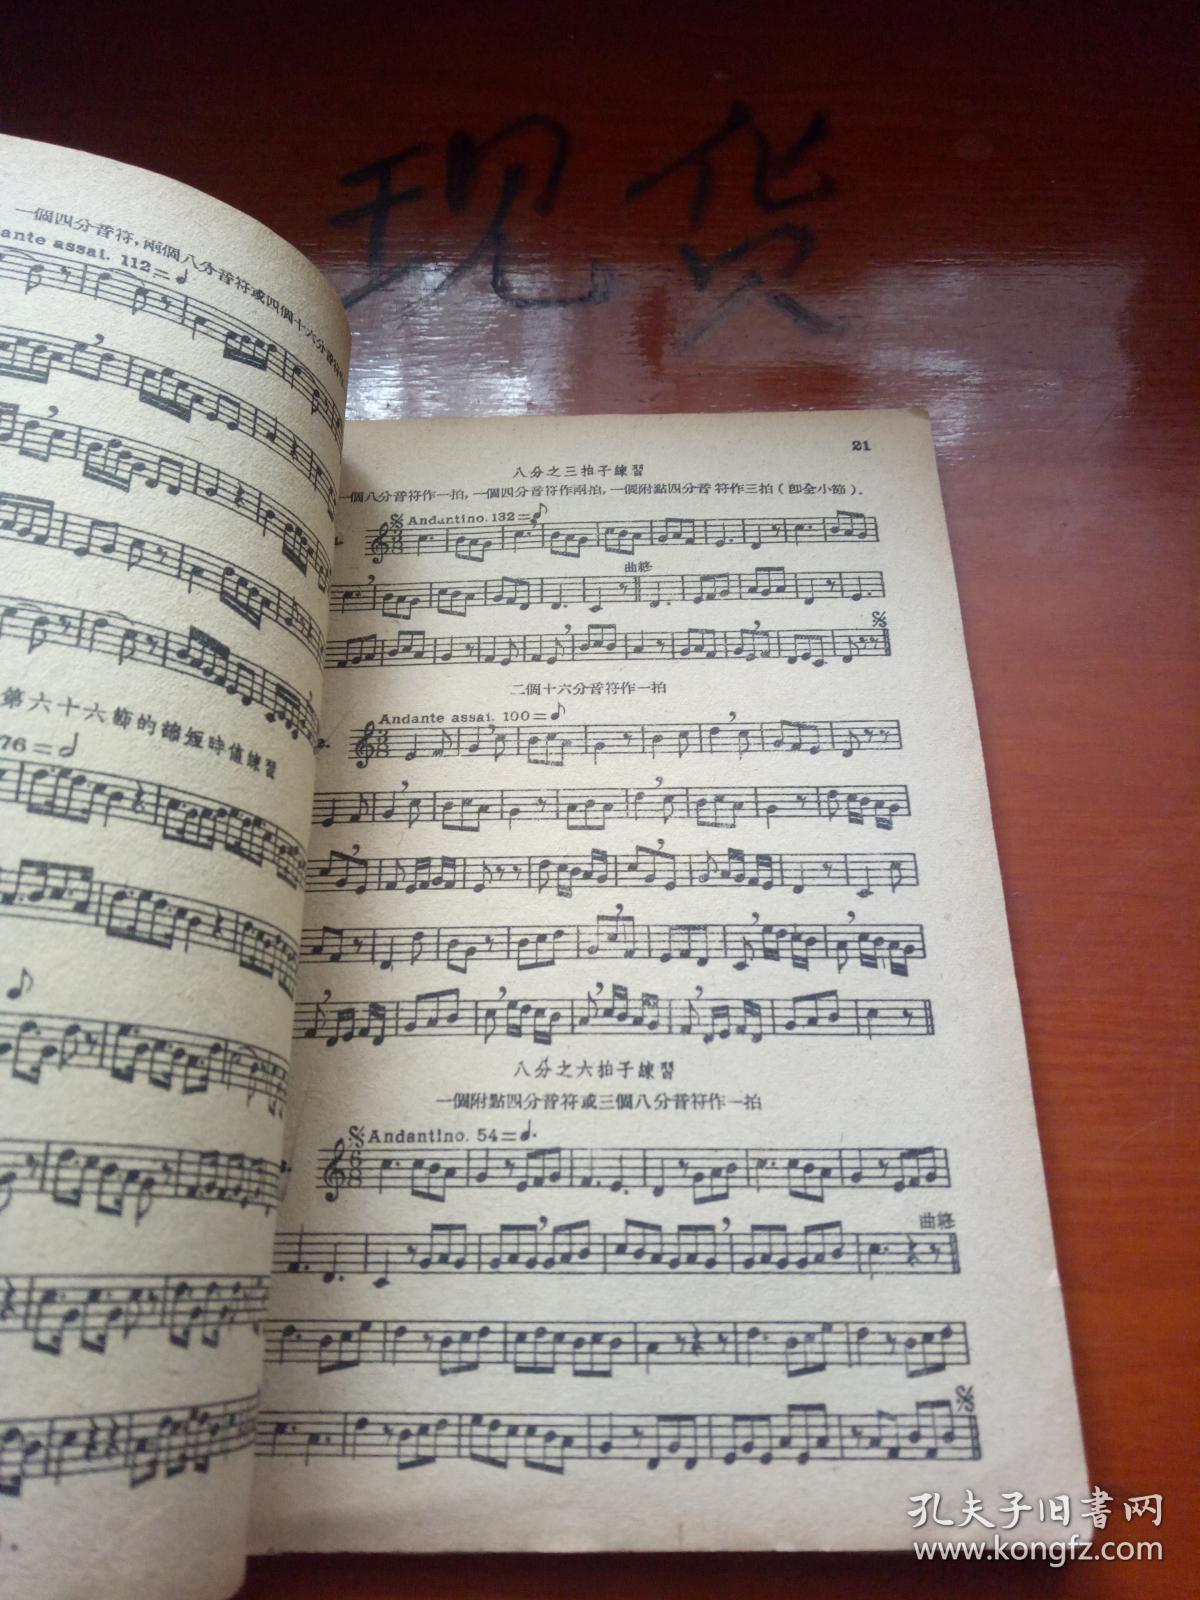 现货
一個四分音符,兩個八分音符或四個十六分音符
ante assai. 112=
第六十六節的縮短時值練習
76=
21
八分之三拍子練習
一個八分音符作一拍,一個四分音符作兩拍,一個附點四分音符作三拍(即全小節).
Andantino. 132=
曲終
二個十六分音符作一拍
2.
Andante assai. 100=
八分之六拍子練習
一個附點四分音符或三個八分音符作一拍
Andantino. 54=
曲終
孔夫子旧书网
www.kongfz.com